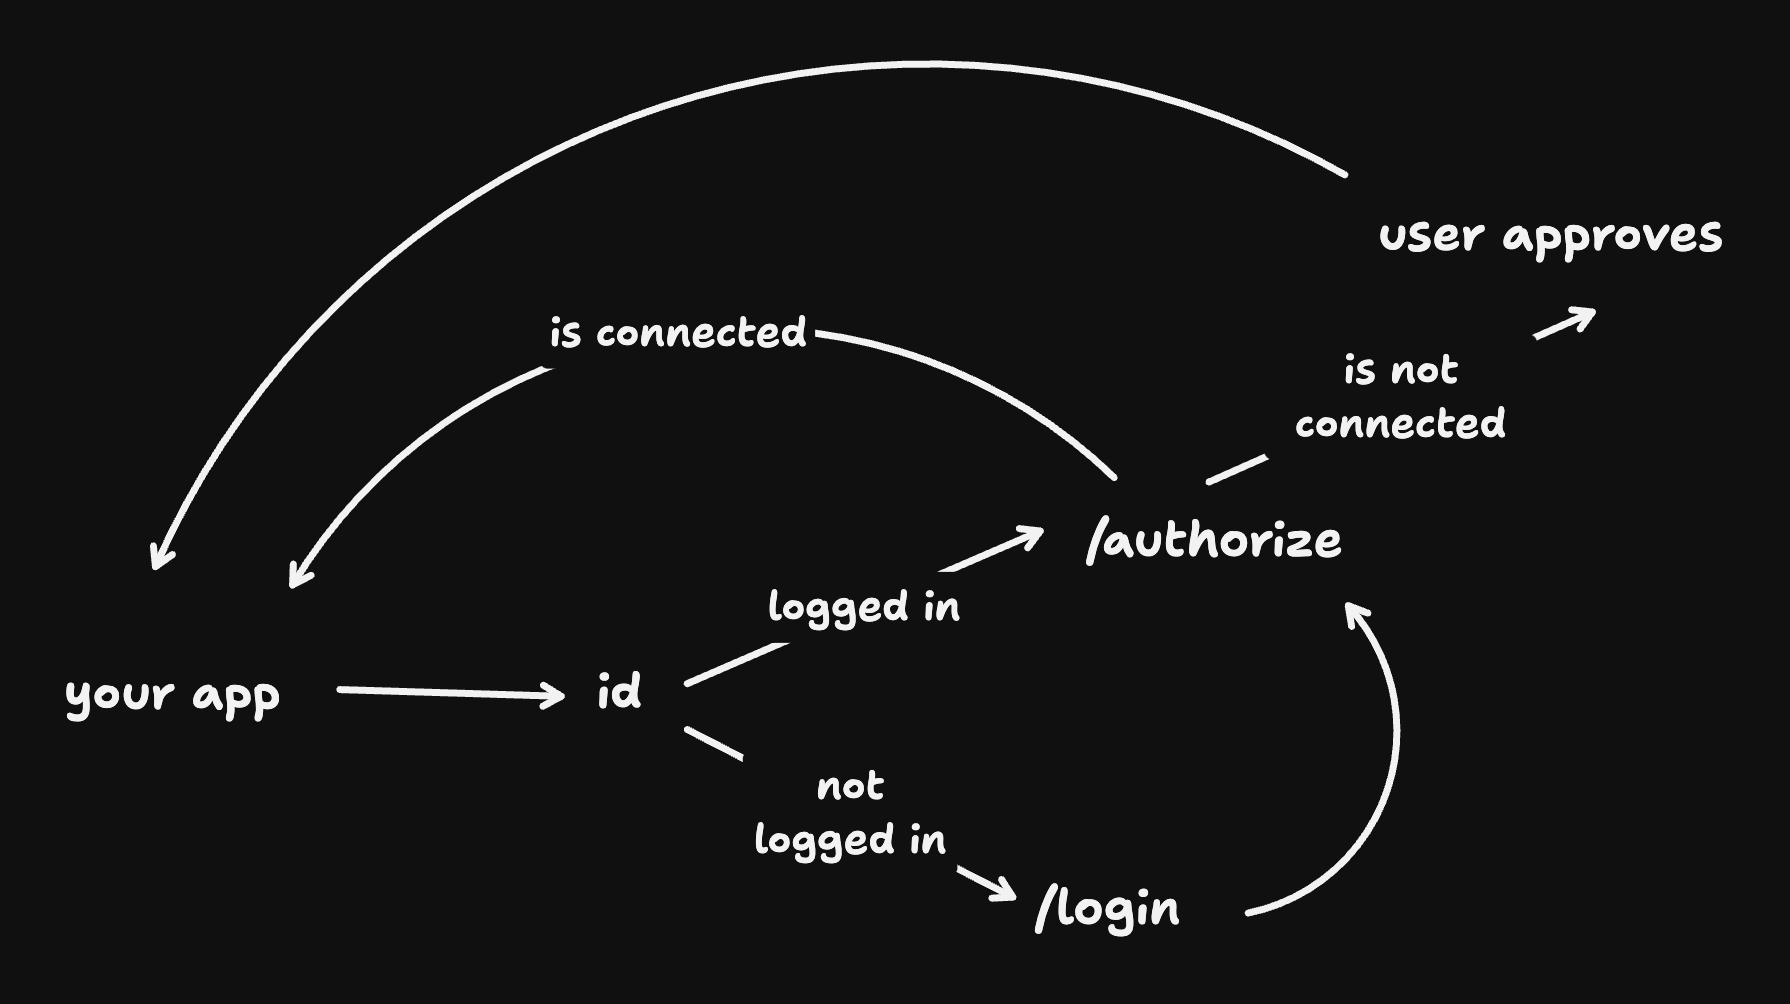 user approves
is connected
is not
connected
/authorize
logged in
your app
id
not
logged in
/login